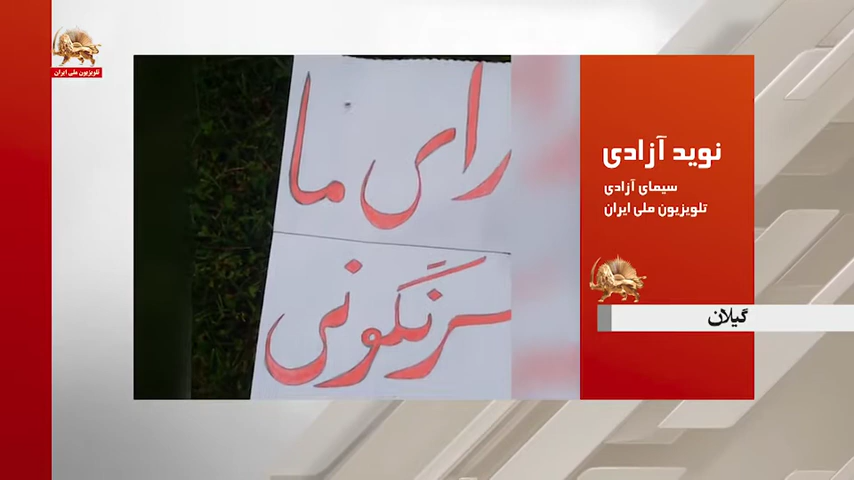 تلویزیون ملی ایران
رای ما
سرنگونی
نوید آزادی
سیمای آزادی
تلویزیون ملی ایران
گیلان